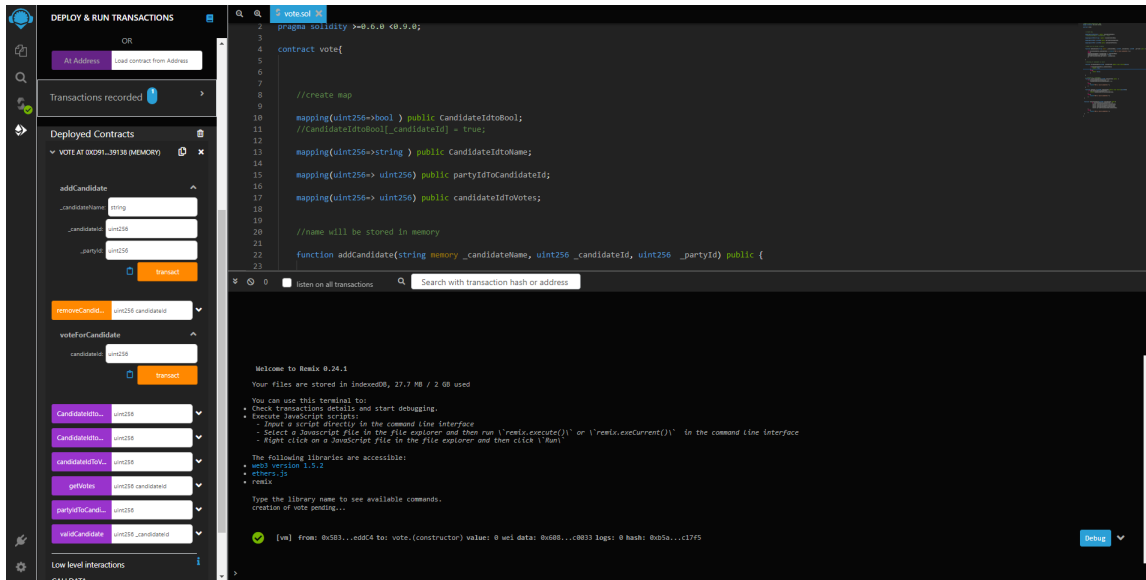 DEPLOY & RUN TRANSACTIONS
OR
At Address
Load contract from Address
Transactions recorded
Deployed Contracts
VOTE AT 0XD91...39138 (MEMORY)
addCandidate
_candidateName: string
_candidateId: uint256
_partyId: uint256
transact
removeCandid... uint256 candidateId
voteForCandidate
candidateId: uint256
transact
CandidateIdto... uint256
CandidateIdto... uint256
candidateIdToV... uint256
getVotes uint256 candidateId
partyIdToCandi... uint256
validCandidate uint256 _candidateId
Low level interactions
CALLDATA
vote.sol
2 pragma solidity >=0.6.0 <0.9.0;
3
4 contract vote{
5
6
7
8 //create map
9
10 mapping(uint256=>bool ) public CandidateIdtoBool;
11 //CandidateIdtoBool[_candidateId] = true;
12
13 mapping(uint256=>string ) public CandidateIdtoName;
14
15 mapping(uint256=> uint256) public partyIdToCandidateId;
16
17 mapping(uint256=> uint256) public candidateIdToVotes;
18
19
20 //name will be stored in memory
21
22 function addCandidate(string memory _candidateName, uint256 _candidateId, uint256 _partyId) public {
23
0 listen on all transactions
Search with transaction hash or address
Welcome to Remix 0.24.1
Your files are stored in indexedDB, 27.7 MB / 2 GB used
You can use this terminal to:
• Check transactions details and start debugging.
• Execute JavaScript scripts:
- Input a script directly in the command line interface
- Select a Javascript file in the file explorer and then run \`remix.execute()\` or \`remix.exeCurrent()\` in the command line interface
- Right click on a JavaScript file in the file explorer and then click \`Run\`
The following libraries are accessible:
• web3 version 1.5.2
• ethers.js
• remix
Type the library name to see available commands.
creation of vote pending...
[vm] from: 0x5B3...eddC4 to: vote.(constructor) value: 0 wei data: 0x608...c0033 logs: 0 hash: 0xb5a...c17f5
Debug
>